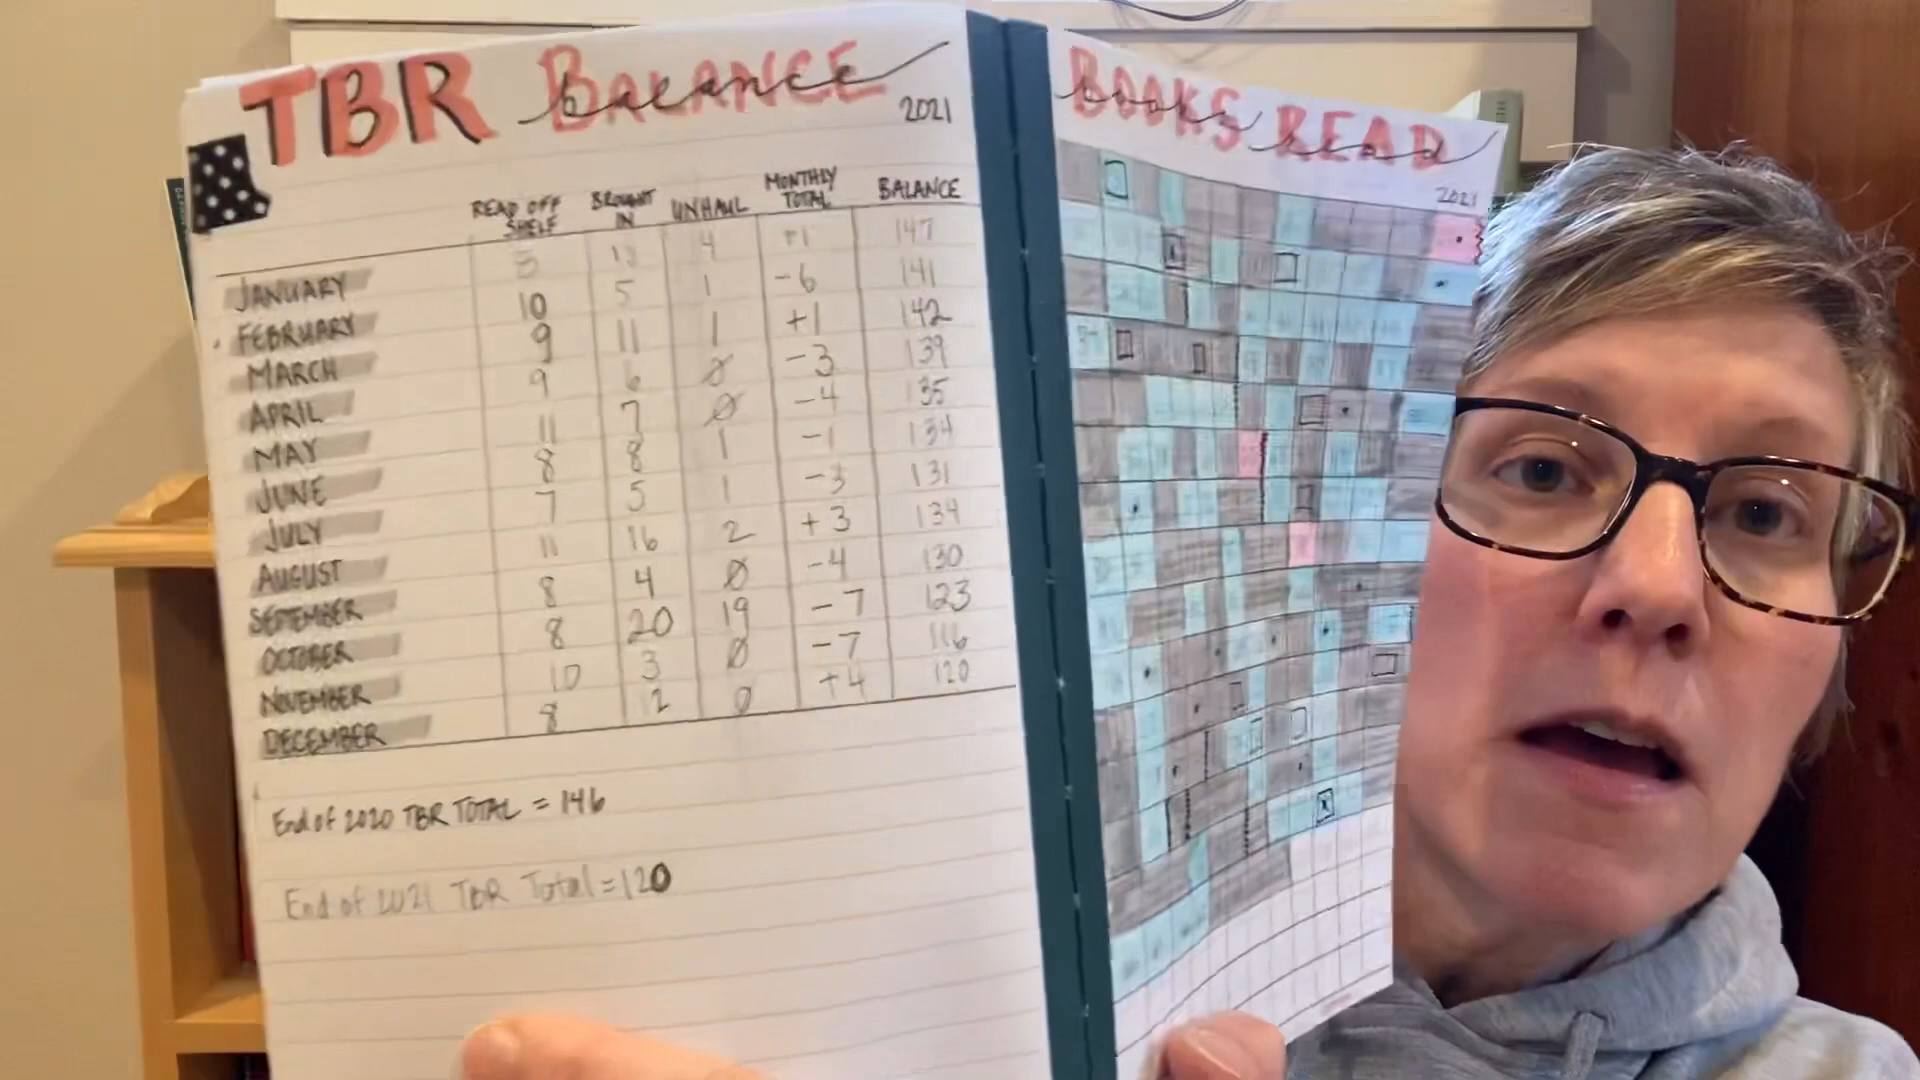 TBR Balance balance
2021
READ OFF SHELF BROUGHT IN UNHAUL MONTHLY TOTAL BALANCE
JANUARY 5 4 +1 147
FEBRUARY 10 5 1 -6 141
MARCH 9 11 1 +1 142
APRIL 9 6 0 -3 139
MAY 11 7 0 -4 135
JUNE 8 8 1 -1 134
JULY 7 5 1 -3 131
AUGUST 11 16 2 +3 134
SEPTEMBER 8 4 0 -4 130
OCTOBER 8 20 19 -7 123
NOVEMBER 10 3 0 -7 116
DECEMBER 8 12 0 +4 120
End of 2020 TBR TOTAL = 146
End of 2021 TBR Total = 120
BOOKS READ books read
2021